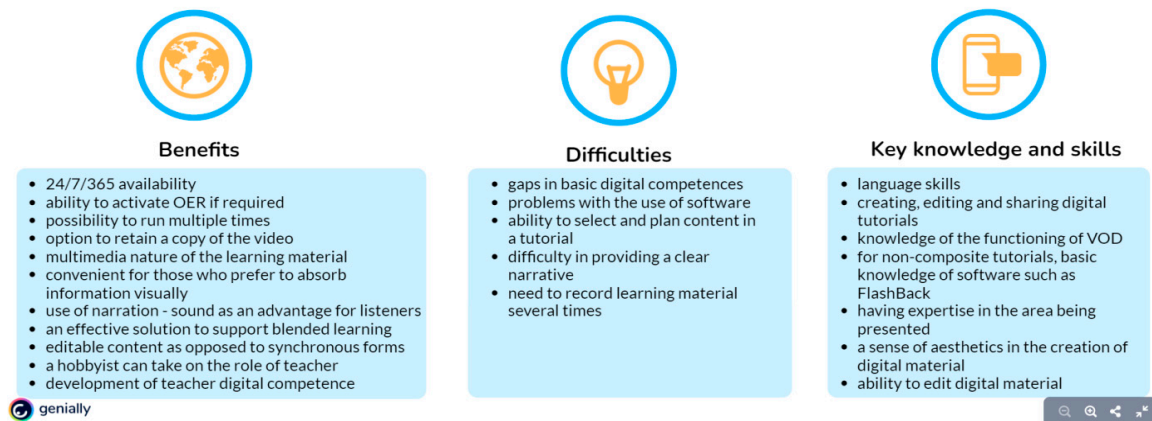 Benefits
• 24/7/365 availability
• ability to activate OER if required
• possibility to run multiple times
• option to retain a copy of the video
• multimedia nature of the learning material
• convenient for those who prefer to absorb
information visually
• use of narration - sound as an advantage for listeners
• an effective solution to support blended learning
• editable content as opposed to synchronous forms
• a hobbyist can take on the role of teacher
• development of teacher digital competence
Difficulties
• gaps in basic digital competences
• problems with the use of software
• ability to select and plan content in
a tutorial
• difficulty in providing a clear
narrative
• need to record learning material
several times
Key knowledge and skills
• language skills
• creating, editing and sharing digital
tutorials
• knowledge of the functioning of VOD
• for non-composite tutorials, basic
knowledge of software such as
FlashBack
• having expertise in the area being
presented
• a sense of aesthetics in the creation of
digital material
• ability to edit digital material
genially